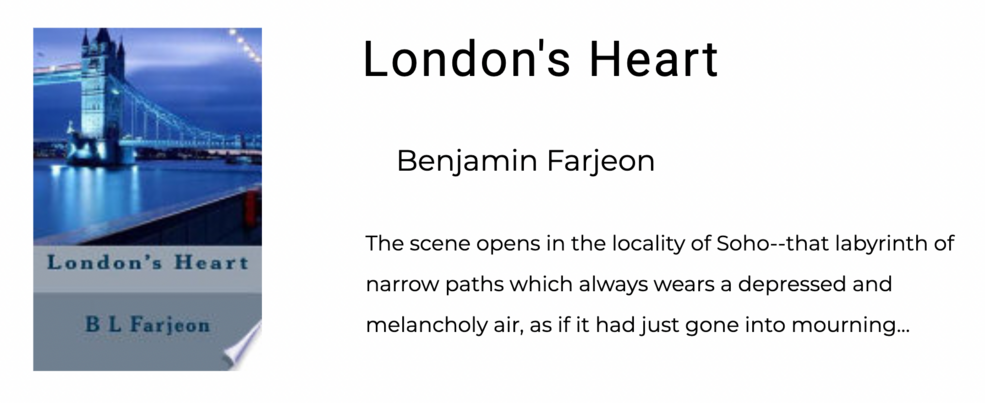 London's Heart
B L Farjeon
London's Heart
Benjamin Farjeon
The scene opens in the locality of Soho--that labyrinth of
narrow paths which always wears a depressed and
melancholy air, as if it had just gone into mourning...